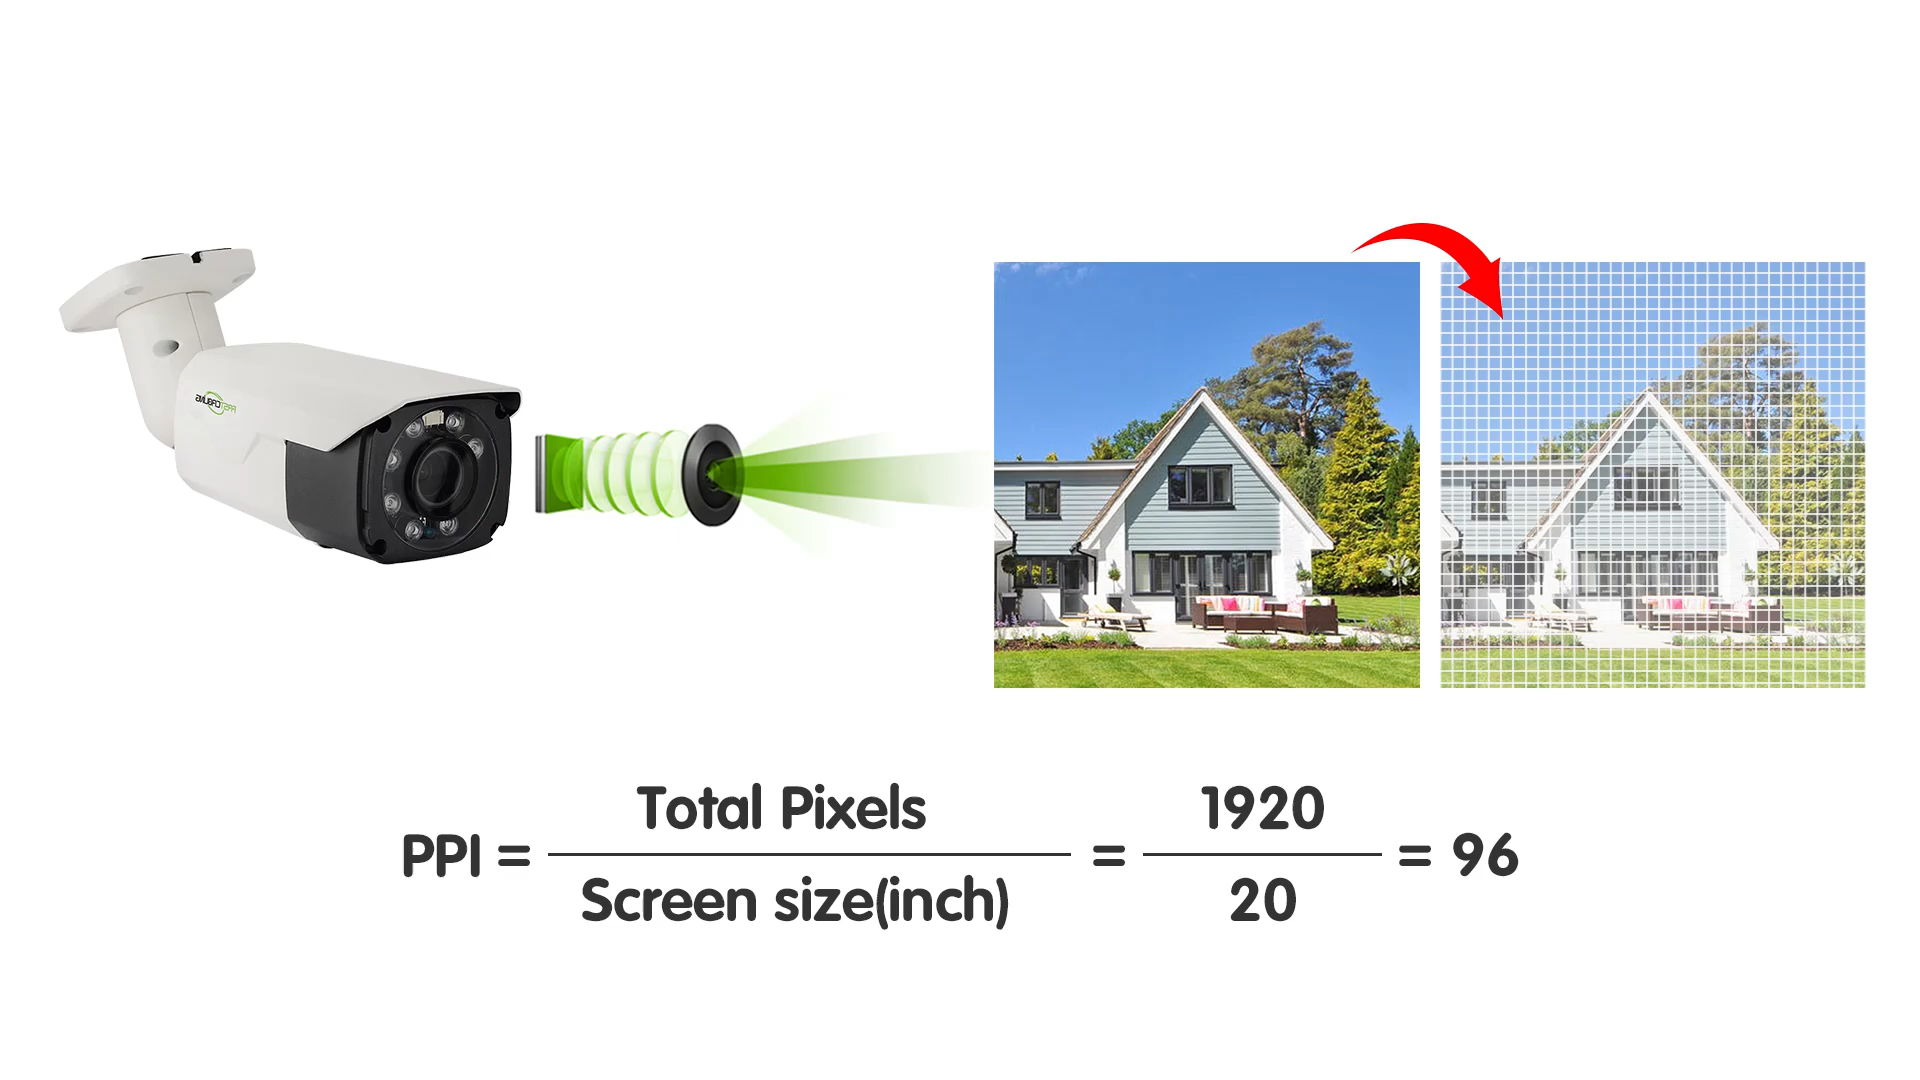 PPI = Total Pixels / Screen size(inch) = 1920 / 20 = 96